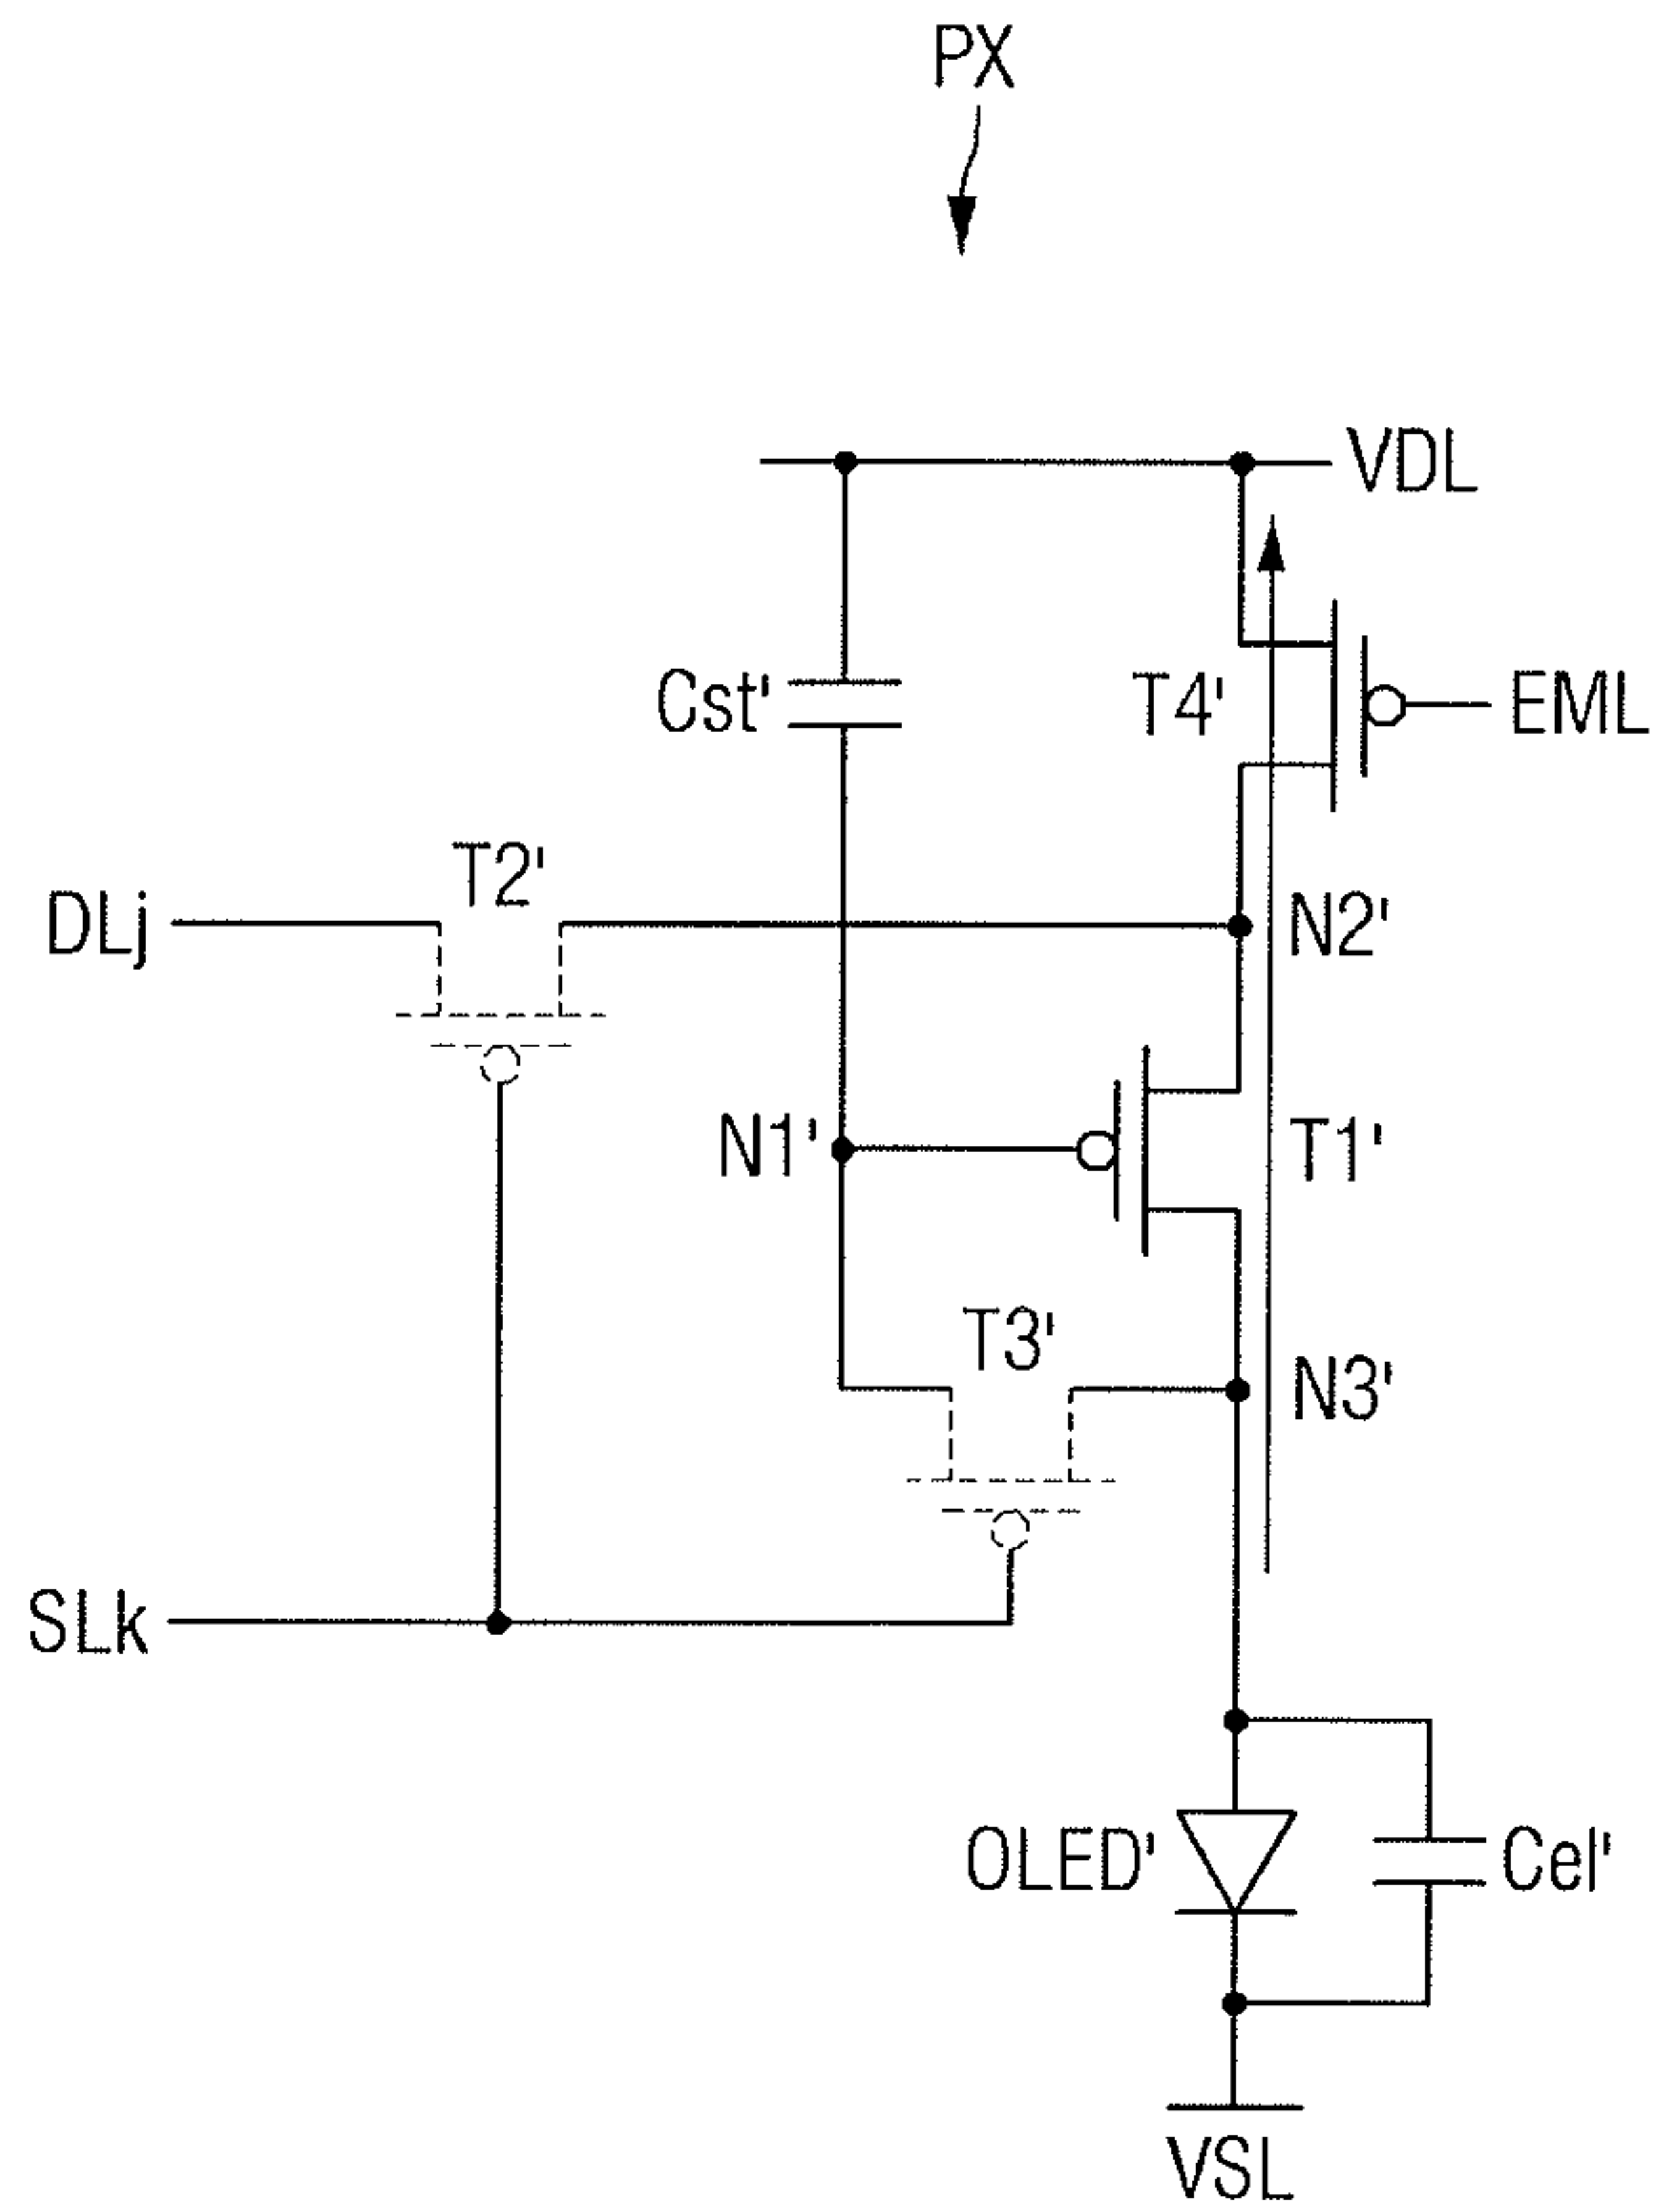 PX
VDL
Cst'
T4'
EML
T2'
DLj
N2'
N1'
T1'
T3'
N3'
SLk
OLED'
Cel'
VSL